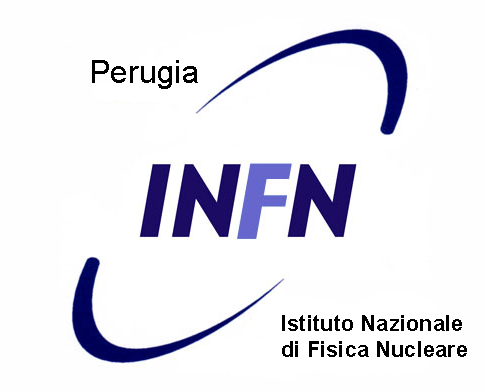 Perugia
INFN
Istituto Nazionale
di Fisica Nucleare